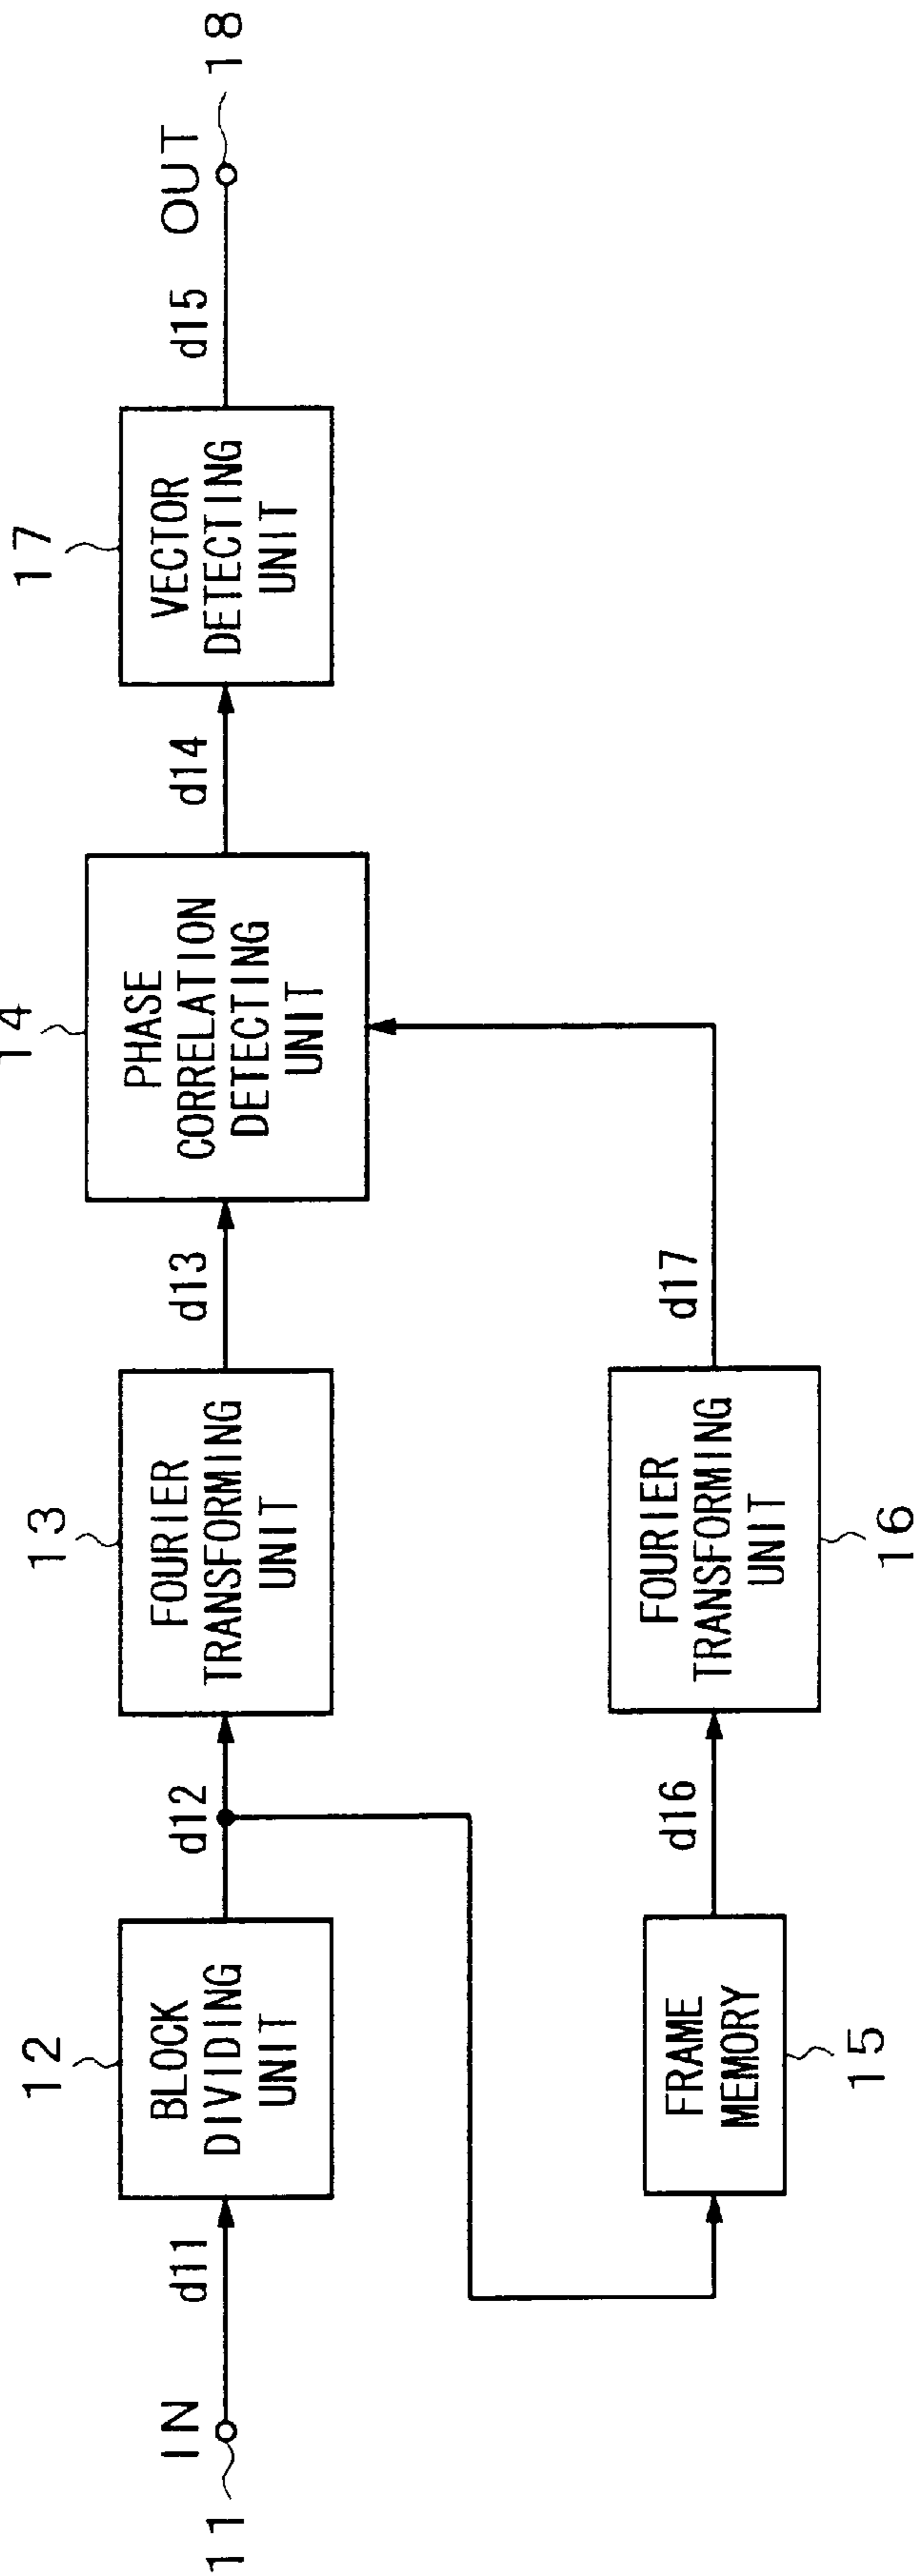 IN
11
d11
12
BLOCK
DIVIDING
UNIT
d12
13
FOURIER
TRANSFORMING
UNIT
d13
14
PHASE
CORRELATION
DETECTING
UNIT
d14
17
VECTOR
DETECTING
UNIT
d15
OUT
18
FRAME
MEMORY
15
d16
FOURIER
TRANSFORMING
UNIT
16
d17